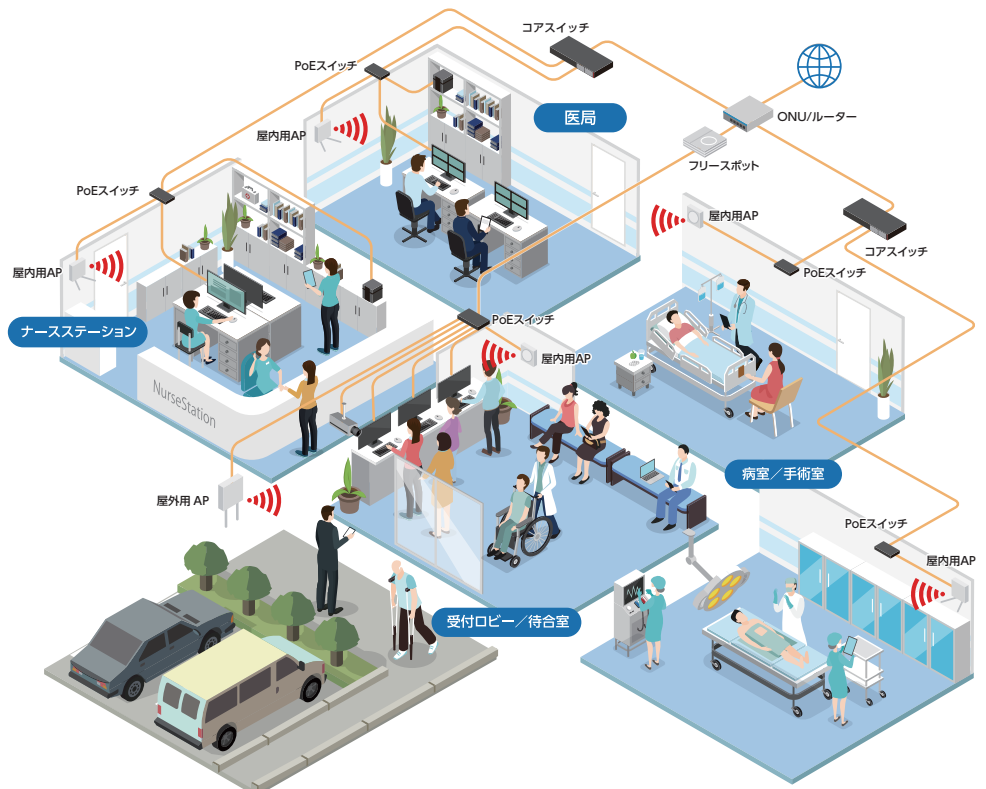 コアスイッチ
PoEスイッチ
医局
ONU/ルーター
屋内用AP
フリースポット
PoEスイッチ
屋内用AP
コアスイッチ
屋内用AP
PoEスイッチ
ナースステーション
PoEスイッチ
屋内用AP
NurseStation
病室／手術室
屋外用 AP
PoEスイッチ
屋内用AP
受付ロビー／待合室